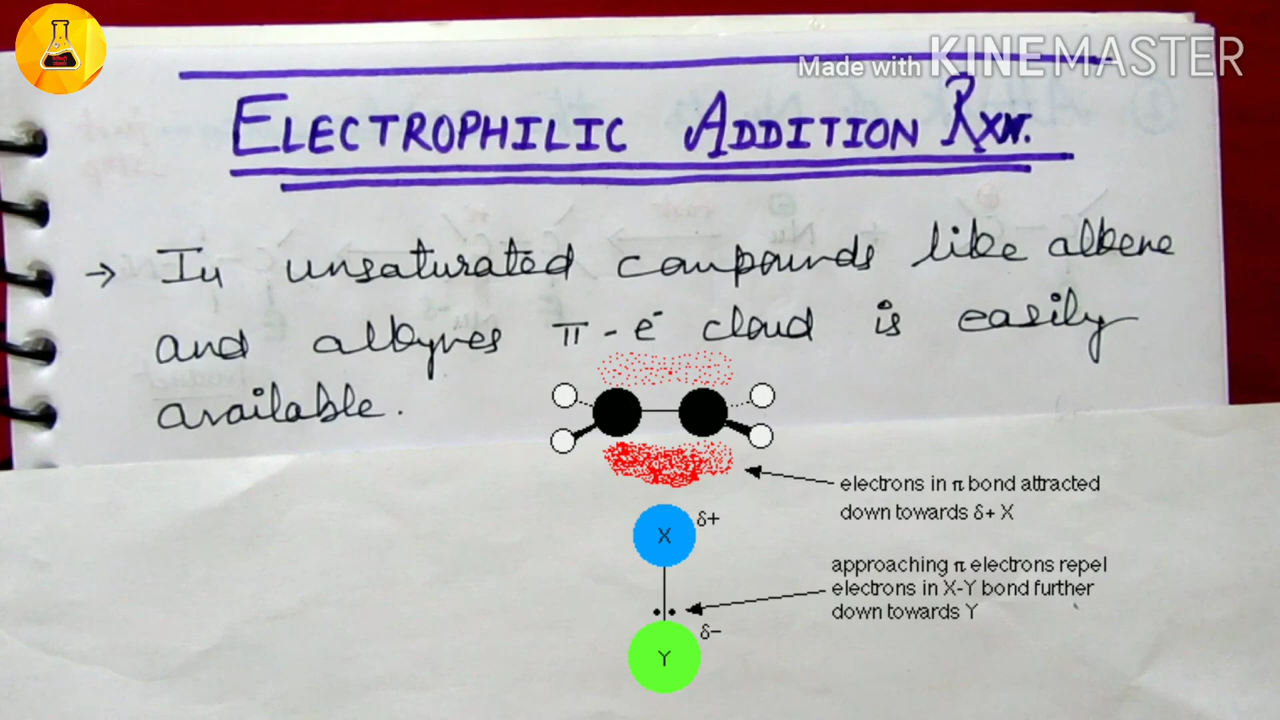 Made with KINEMASTER
ELECTROPHILIC ADDITION RXN.
→ In unsaturated compounds like alkene
and alkynes π - e⁻ cloud is easily
available.
electrons in π bond attracted
down towards δ+ X
X δ+
approaching π electrons repel
electrons in X-Y bond further
down towards Y
δ−
Y